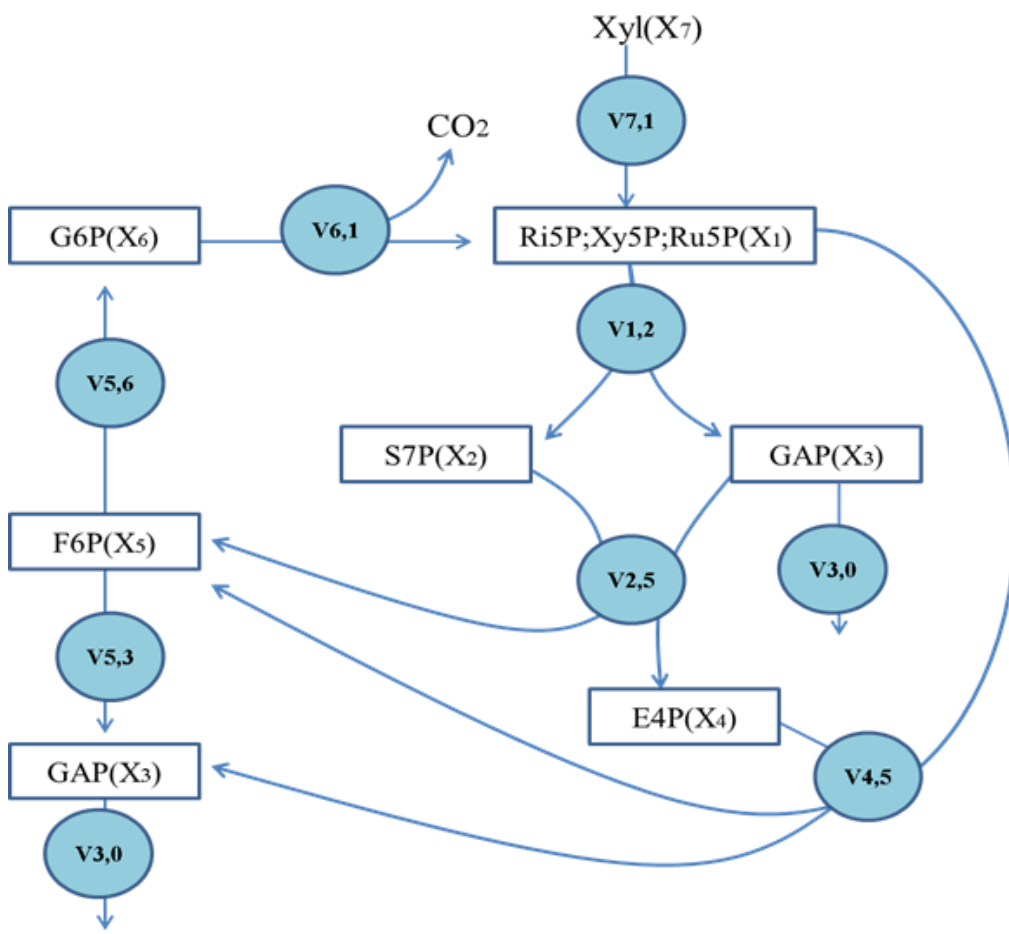 Xyl(X7)
V7,1
CO2
G6P(X6)
V6,1
Ri5P;Xy5P;Ru5P(X1)
V1,2
V5,6
S7P(X2)
GAP(X3)
F6P(X5)
V2,5
V3,0
V5,3
E4P(X4)
GAP(X3)
V4,5
V3,0